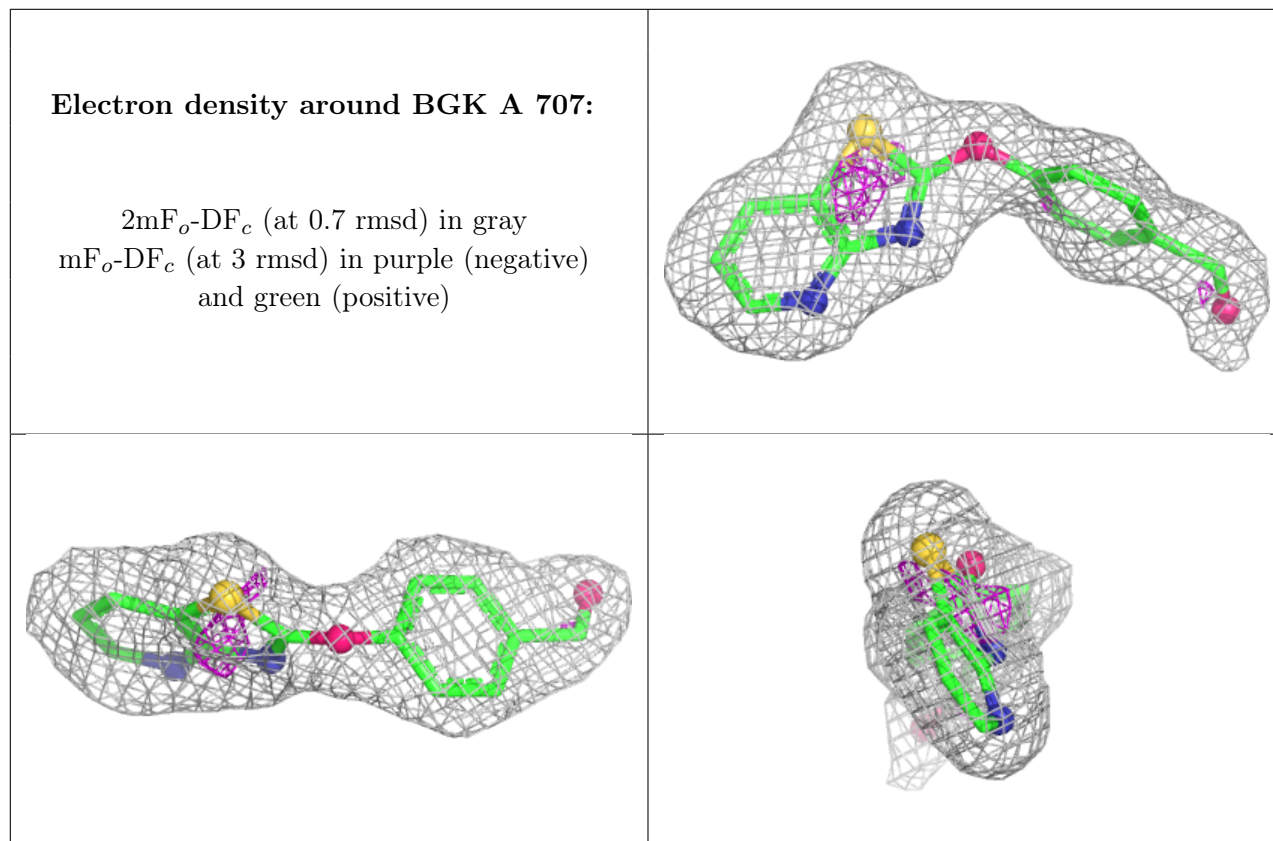 Electron density around BGK A 707:
2mFo-DFc (at 0.7 rmsd) in gray
mFo-DFc (at 3 rmsd) in purple (negative)
and green (positive)